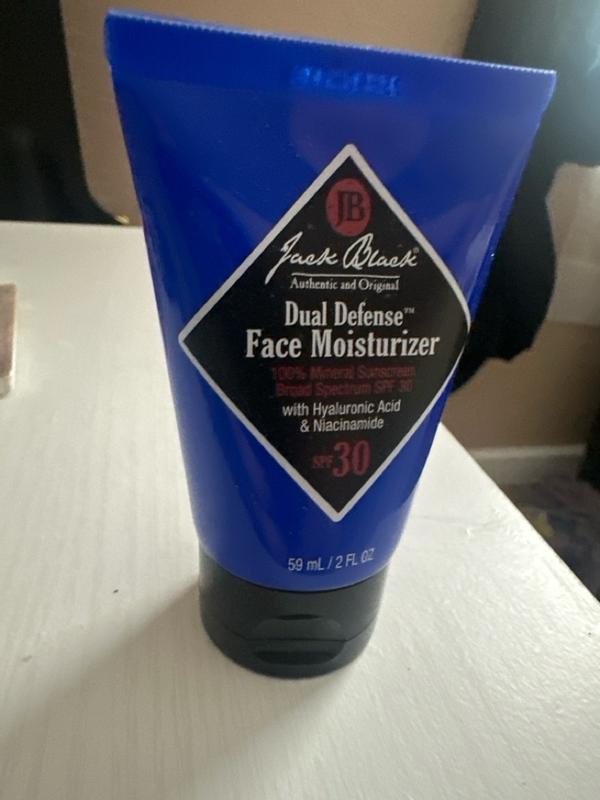 JB
Jack Black®
Authentic and Original
Dual Defense™
Face Moisturizer
100% Mineral Sunscreen
Broad Spectrum SPF 30
with Hyaluronic Acid
& Niacinamide
SPF 30
59 mL / 2 FL OZ